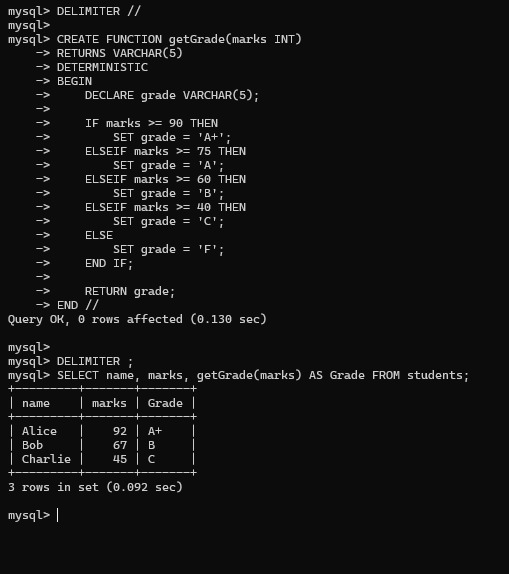 mysql> DELIMITER //
mysql>
mysql> CREATE FUNCTION getGrade(marks INT)
    -> RETURNS VARCHAR(5)
    -> DETERMINISTIC
    -> BEGIN
    ->     DECLARE grade VARCHAR(5);
    ->
    ->     IF marks >= 90 THEN
    ->         SET grade = 'A+';
    ->     ELSEIF marks >= 75 THEN
    ->         SET grade = 'A';
    ->     ELSEIF marks >= 60 THEN
    ->         SET grade = 'B';
    ->     ELSEIF marks >= 40 THEN
    ->         SET grade = 'C';
    ->     ELSE
    ->         SET grade = 'F';
    ->     END IF;
    ->
    ->     RETURN grade;
    -> END //
Query OK, 0 rows affected (0.130 sec)

mysql>
mysql> DELIMITER ;
mysql> SELECT name, marks, getGrade(marks) AS Grade FROM students;
+---------+-------+-------+
| name    | marks | Grade |
+---------+-------+-------+
| Alice   |    92 | A+    |
| Bob     |    67 | B     |
| Charlie |    45 | C     |
+---------+-------+-------+
3 rows in set (0.092 sec)

mysql>